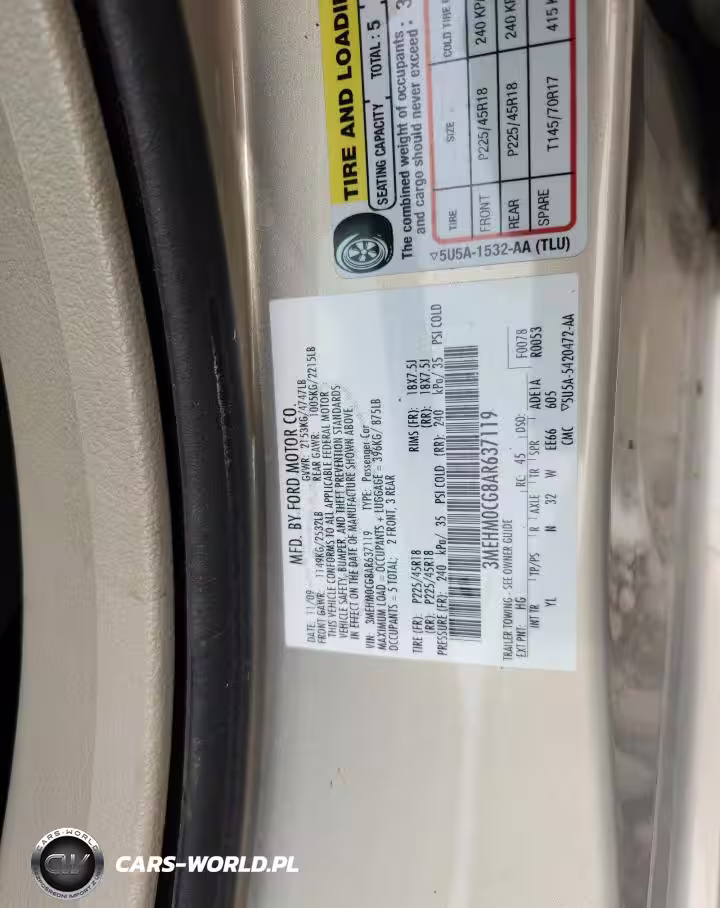 TIRE AND LOADI
SEATING CAPACITY TOTAL : 5
The combined weight of occupants
and cargo should never exceed : 3
TIRE SIZE COLD TIRE
FRONT P225/45R18 240 KP
REAR P225/45R18 240 K
SPARE T145/70R17 415 K
▽5U5A-1532-AA (TLU)
MFD. BY FORD MOTOR CO.
DATE: 11/09 GVWR: 2153KG/4747LB
FRONT GAWR: 1149KG/2532LB REAR GAWR: 1005KG/2215LB
THIS VEHICLE CONFORMS TO ALL APPLICABLE FEDERAL MOTOR
VEHICLE SAFETY, BUMPER, AND THEFT PREVENTION STANDARDS
IN EFFECT ON THE DATE OF MANUFACTURE SHOWN ABOVE.
VIN: 3MEHM0CG8AR637119 TYPE: Passenger Car
MAXIMUM LOAD = OCCUPANTS + LUGGAGE = 396KG/ 875LB
OCCUPANTS = 5 TOTAL: 2 FRONT, 3 REAR
TIRE (FR): P225/45R18 RIMS (FR): 18X7.5J
(RR): P225/45R18 (RR): 18X7.5J
PRESSURE (FR): 240 kPa/ 35 PSI COLD (RR): 240 kPa/ 35 PSI COLD
3MEHM0CG8AR637119
TRAILER TOWING - SEE OWNER GUIDE F0078
EXT PNT: HG RC: 45 DSO: R0053
INT TR TP/PS R AXLE TR SPR
YL N 32 W EE66 605 ADE1A
CMC ▽5U5A-5420472-AA
CARS-WORLD
CW
CARS-WORLD.PL